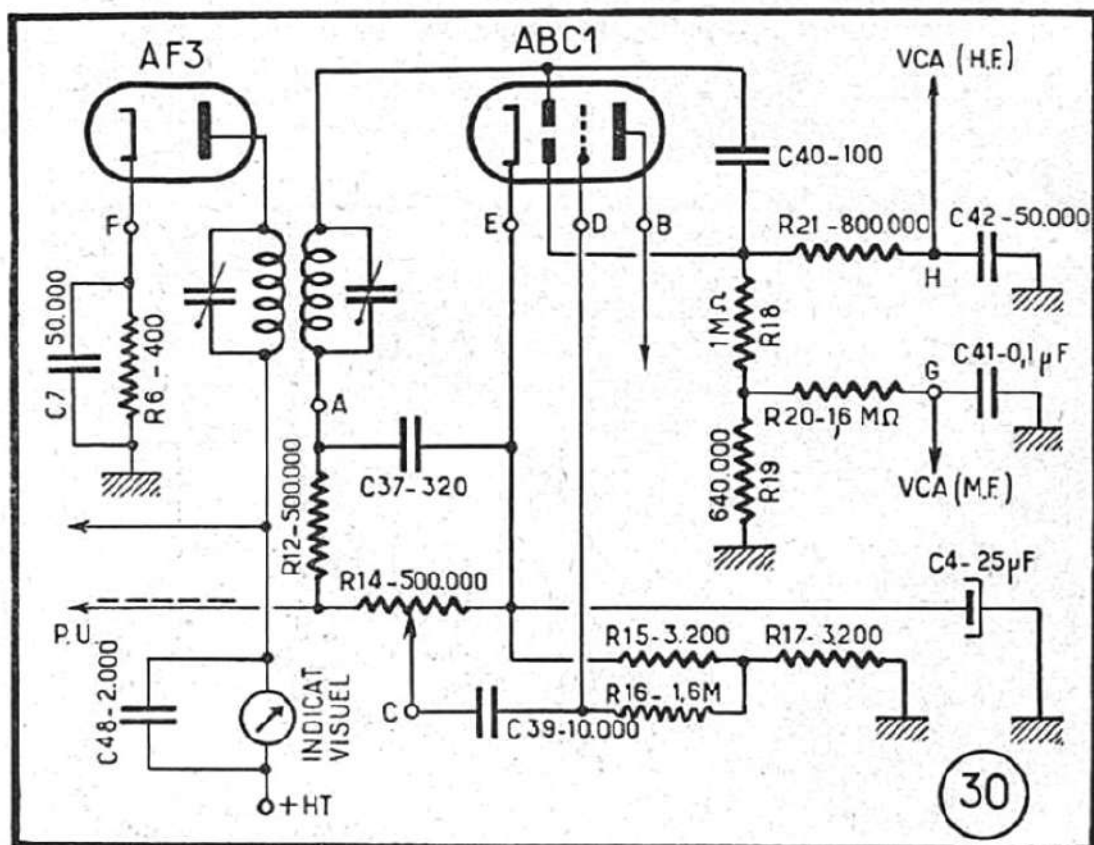 AF3
ABC1
VCA (H.F.)
F
E
D
B
C40-100
R21-800.000
C42-50.000
H
C7 50.000
R6-400
1MΩ
R18
A
C37-320
G
C41-0,1µF
R20-1,6 MΩ
R12-500.000
640.000
R19
VCA (M.F.)
R14-500.000
C4-25µF
P.U.
R15-3.200
R17-3200
R16-1,6M
C48-2.000
INDICAT
VISUEL
C
C39-10.000
+HT
30